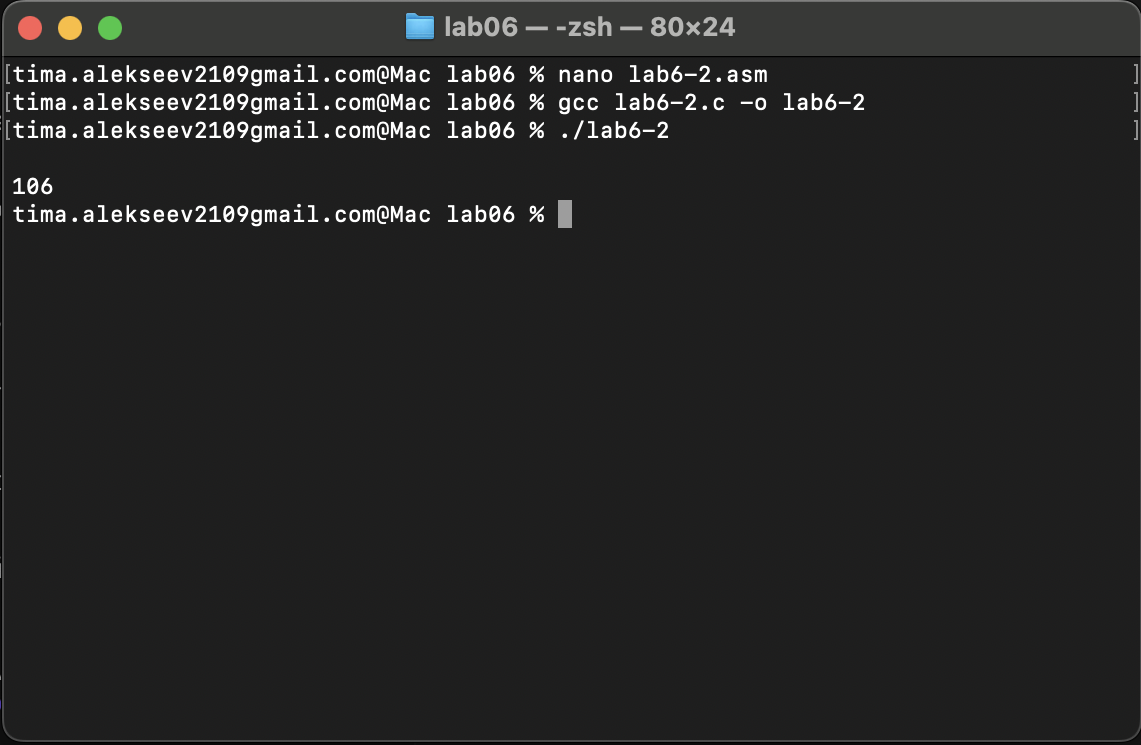 lab06 — -zsh — 80×24
[tima.alekseev2109gmail.com@Mac lab06 % nano lab6-2.asm ]
[tima.alekseev2109gmail.com@Mac lab06 % gcc lab6-2.c -o lab6-2 ]
[tima.alekseev2109gmail.com@Mac lab06 % ./lab6-2 ]
106
tima.alekseev2109gmail.com@Mac lab06 %